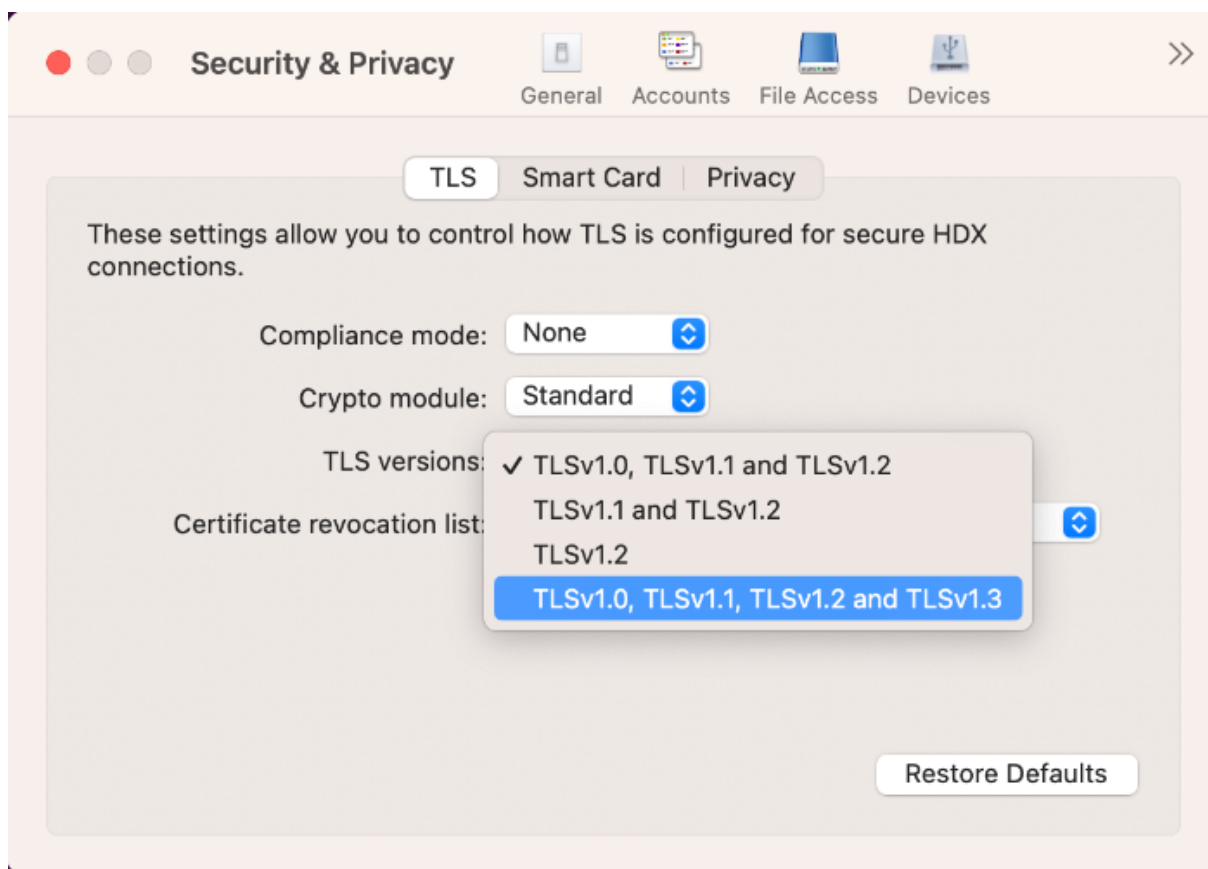 Security & Privacy
General Accounts File Access Devices
TLS Smart Card Privacy
These settings allow you to control how TLS is configured for secure HDX
connections.
Compliance mode: None
Crypto module: Standard
TLS versions: ✓ TLSv1.0, TLSv1.1 and TLSv1.2
TLSv1.1 and TLSv1.2
TLSv1.2
TLSv1.0, TLSv1.1, TLSv1.2 and TLSv1.3
Certificate revocation list:
Restore Defaults